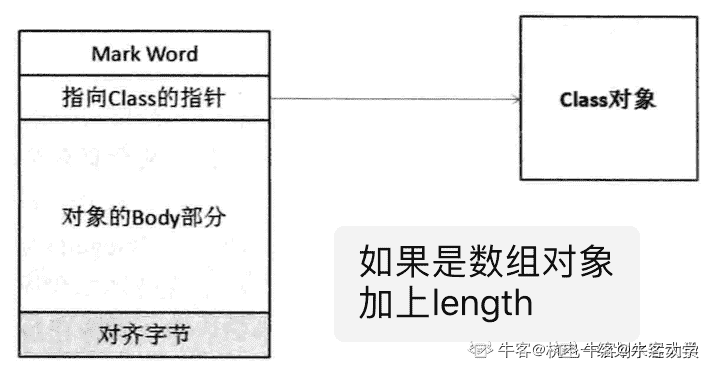 Mark Word
指向Class的指针
Class对象
对象的Body部分
如果是数组对象
加上length
对齐字节
牛客@